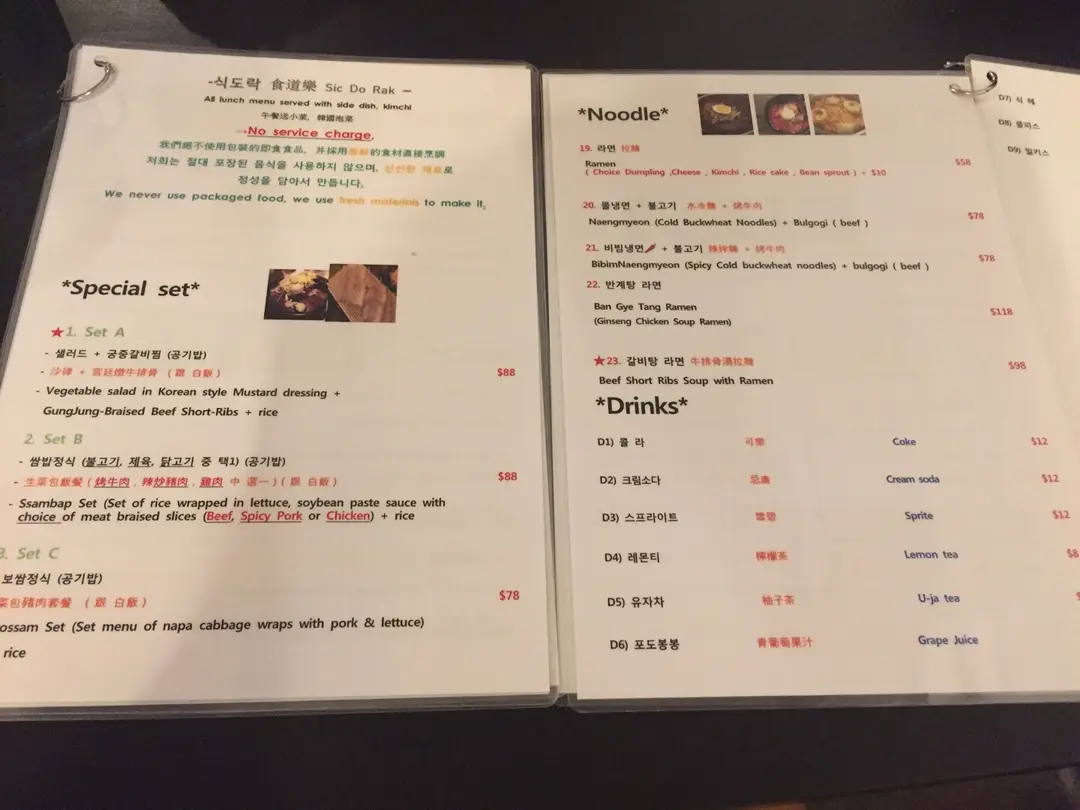 -식도락 食道樂 Sic Do Rak –
All lunch menu served with side dish, kimchi
午餐送小菜, 韓國泡菜
→No service charge.
我們絕不使用包裝的即食食品, 并採用新鮮的食材直接烹調
저희는 절대 포장된 음식을 사용하지 않으며, 신선한 재료로
정성을 담아서 만듭니다.
We never use packaged food, we use fresh materials to make it.
*Special set*
★1. Set A
- 샐러드 + 궁중갈비찜 (공기밥)
- 沙律 + 宮廷燉牛排骨 ( 跟 白飯 )
$88
- Vegetable salad in Korean style Mustard dressing +
GungJung-Braised Beef Short-Ribs + rice
2. Set B
- 쌈밥정식 (불고기, 제육, 닭고기 중 택1) (공기밥)
- 生菜包飯餐 ( 烤牛肉 , 辣炒豬肉 , 雞肉 中 選一 ) ( 跟 白飯 )
$88
- Ssambap Set (Set of rice wrapped in lettuce, soybean paste sauce with
choice of meat braised slices (Beef, Spicy Pork or Chicken) + rice
3. Set C
보쌈정식 (공기밥)
菜包豬肉套餐 ( 跟 白飯 )
$78
ossam Set (Set menu of napa cabbage wraps with pork & lettuce)
rice
*Noodle*
19. 라면 拉麵
Ramen
$58
( Choice Dumpling ,Cheese , Kimchi , Rice cake , Bean sprout ) + $10
20. 물냉면 + 불고기 水冷麵 + 烤牛肉
$78
Naengmyeon (Cold Buckwheat Noodles) + Bulgogi ( beef )
21. 비빔냉면 + 불고기 辣拌麵 + 烤牛肉
$78
BibimNaengmyeon (Spicy Cold buckwheat noodles) + bulgogi ( beef )
22. 반계탕 라면
Ban Gye Tang Ramen
$118
(Ginseng Chicken Soup Ramen)
★23. 갈비탕 라면 牛排骨湯拉麵
$98
Beef Short Ribs Soup with Ramen
*Drinks*
D1) 콜 라 可樂 Coke $12
D2) 크림소다 忌廉 Cream soda $12
D3) 스프라이트 雪碧 Sprite $12
D4) 레몬티 檸檬茶 Lemon tea $8
D5) 유자차 柚子茶 U-ja tea $
D6) 포도봉봉 青葡萄果汁 Grape Juice
D7) 식 혜
D8) 쿨피스
D9) 밀키스